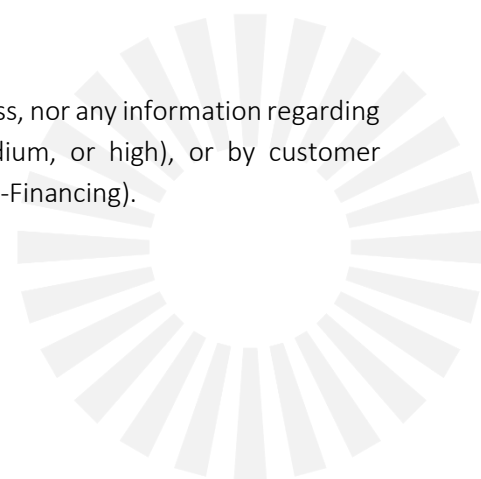 ss, nor any information regarding
dium, or high), or by customer
-Financing).